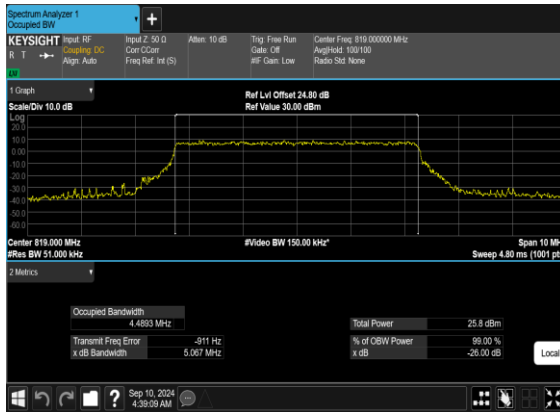 Spectrum Analyzer 1
Occupied BW
+
KEYSIGHT Input: RF Input Z: 50 Ω Atten: 10 dB Trig: Free Run Center Freq: 819.000000 MHz
R T Coupling: DC Corr CCorr Gate: Off Avg|Hold: 100/100
Align: Auto Freq Ref: Int (S) #IF Gain: Low Radio Std: None
1 Graph
Ref Lvl Offset 24.80 dB
Scale/Div 10.0 dB Ref Value 30.00 dBm
Log
20.0
10.0
0.00
-10.0
-20.0
-30.0
-40.0
-50.0
-60.0
Center 819.000 MHz #Video BW 150.00 kHz* Span 10 MH
#Res BW 51.000 kHz Sweep 4.80 ms (1001 pt
2 Metrics
Occupied Bandwidth
4.4893 MHz Total Power 25.8 dBm
Transmit Freq Error -911 Hz % of OBW Power 99.00 %
x dB Bandwidth 5.067 MHz x dB -26.00 dB
Local
?
Sep 10, 2024
4:39:09 AM